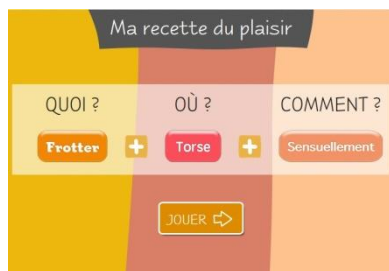 Ma recette du plaisir
QUOI ? OÙ ? COMMENT ?
Frotter + Torse + Sensuellement
JOUER